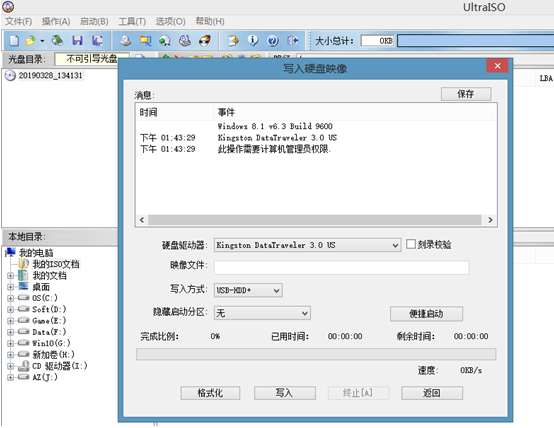 UltraISO
文件(F) 操作(A) 启动(B) 工具(T) 选项(O) 帮助(H)
大小总计: 0KB
光盘目录: 不可引导光盘
20190328_134131
LBA
写入硬盘映像
消息: 保存
时间 事件
Windows 8.1 v6.3 Build 9600
下午 01:43:29 Kingston DataTraveler 3.0 US
下午 01:43:29 此操作需要计算机管理员权限.
硬盘驱动器: Kingston DataTraveler 3.0 US 刻录校验
映像文件:
写入方式: USB-HDD+
隐藏启动分区: 无 便捷启动
完成比例: 0% 已用时间: 00:00:00 剩余时间: 00:00:00
速度: 0KB/s
格式化 写入 终止[A] 返回
本地目录:
我的电脑
我的ISO文档
我的文档
桌面
OS(C:)
Soft(D:)
Game(E:)
Data(F:)
Win10(G:)
新加卷(H:)
CD 驱动器(I:)
AZ(J:)